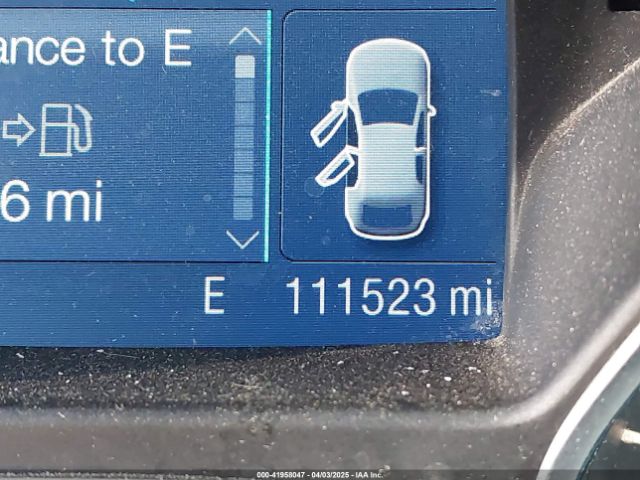 ance to E
6 mi
E 111523 mi
000-41958047 - 04/03/2025 - IAA Inc.